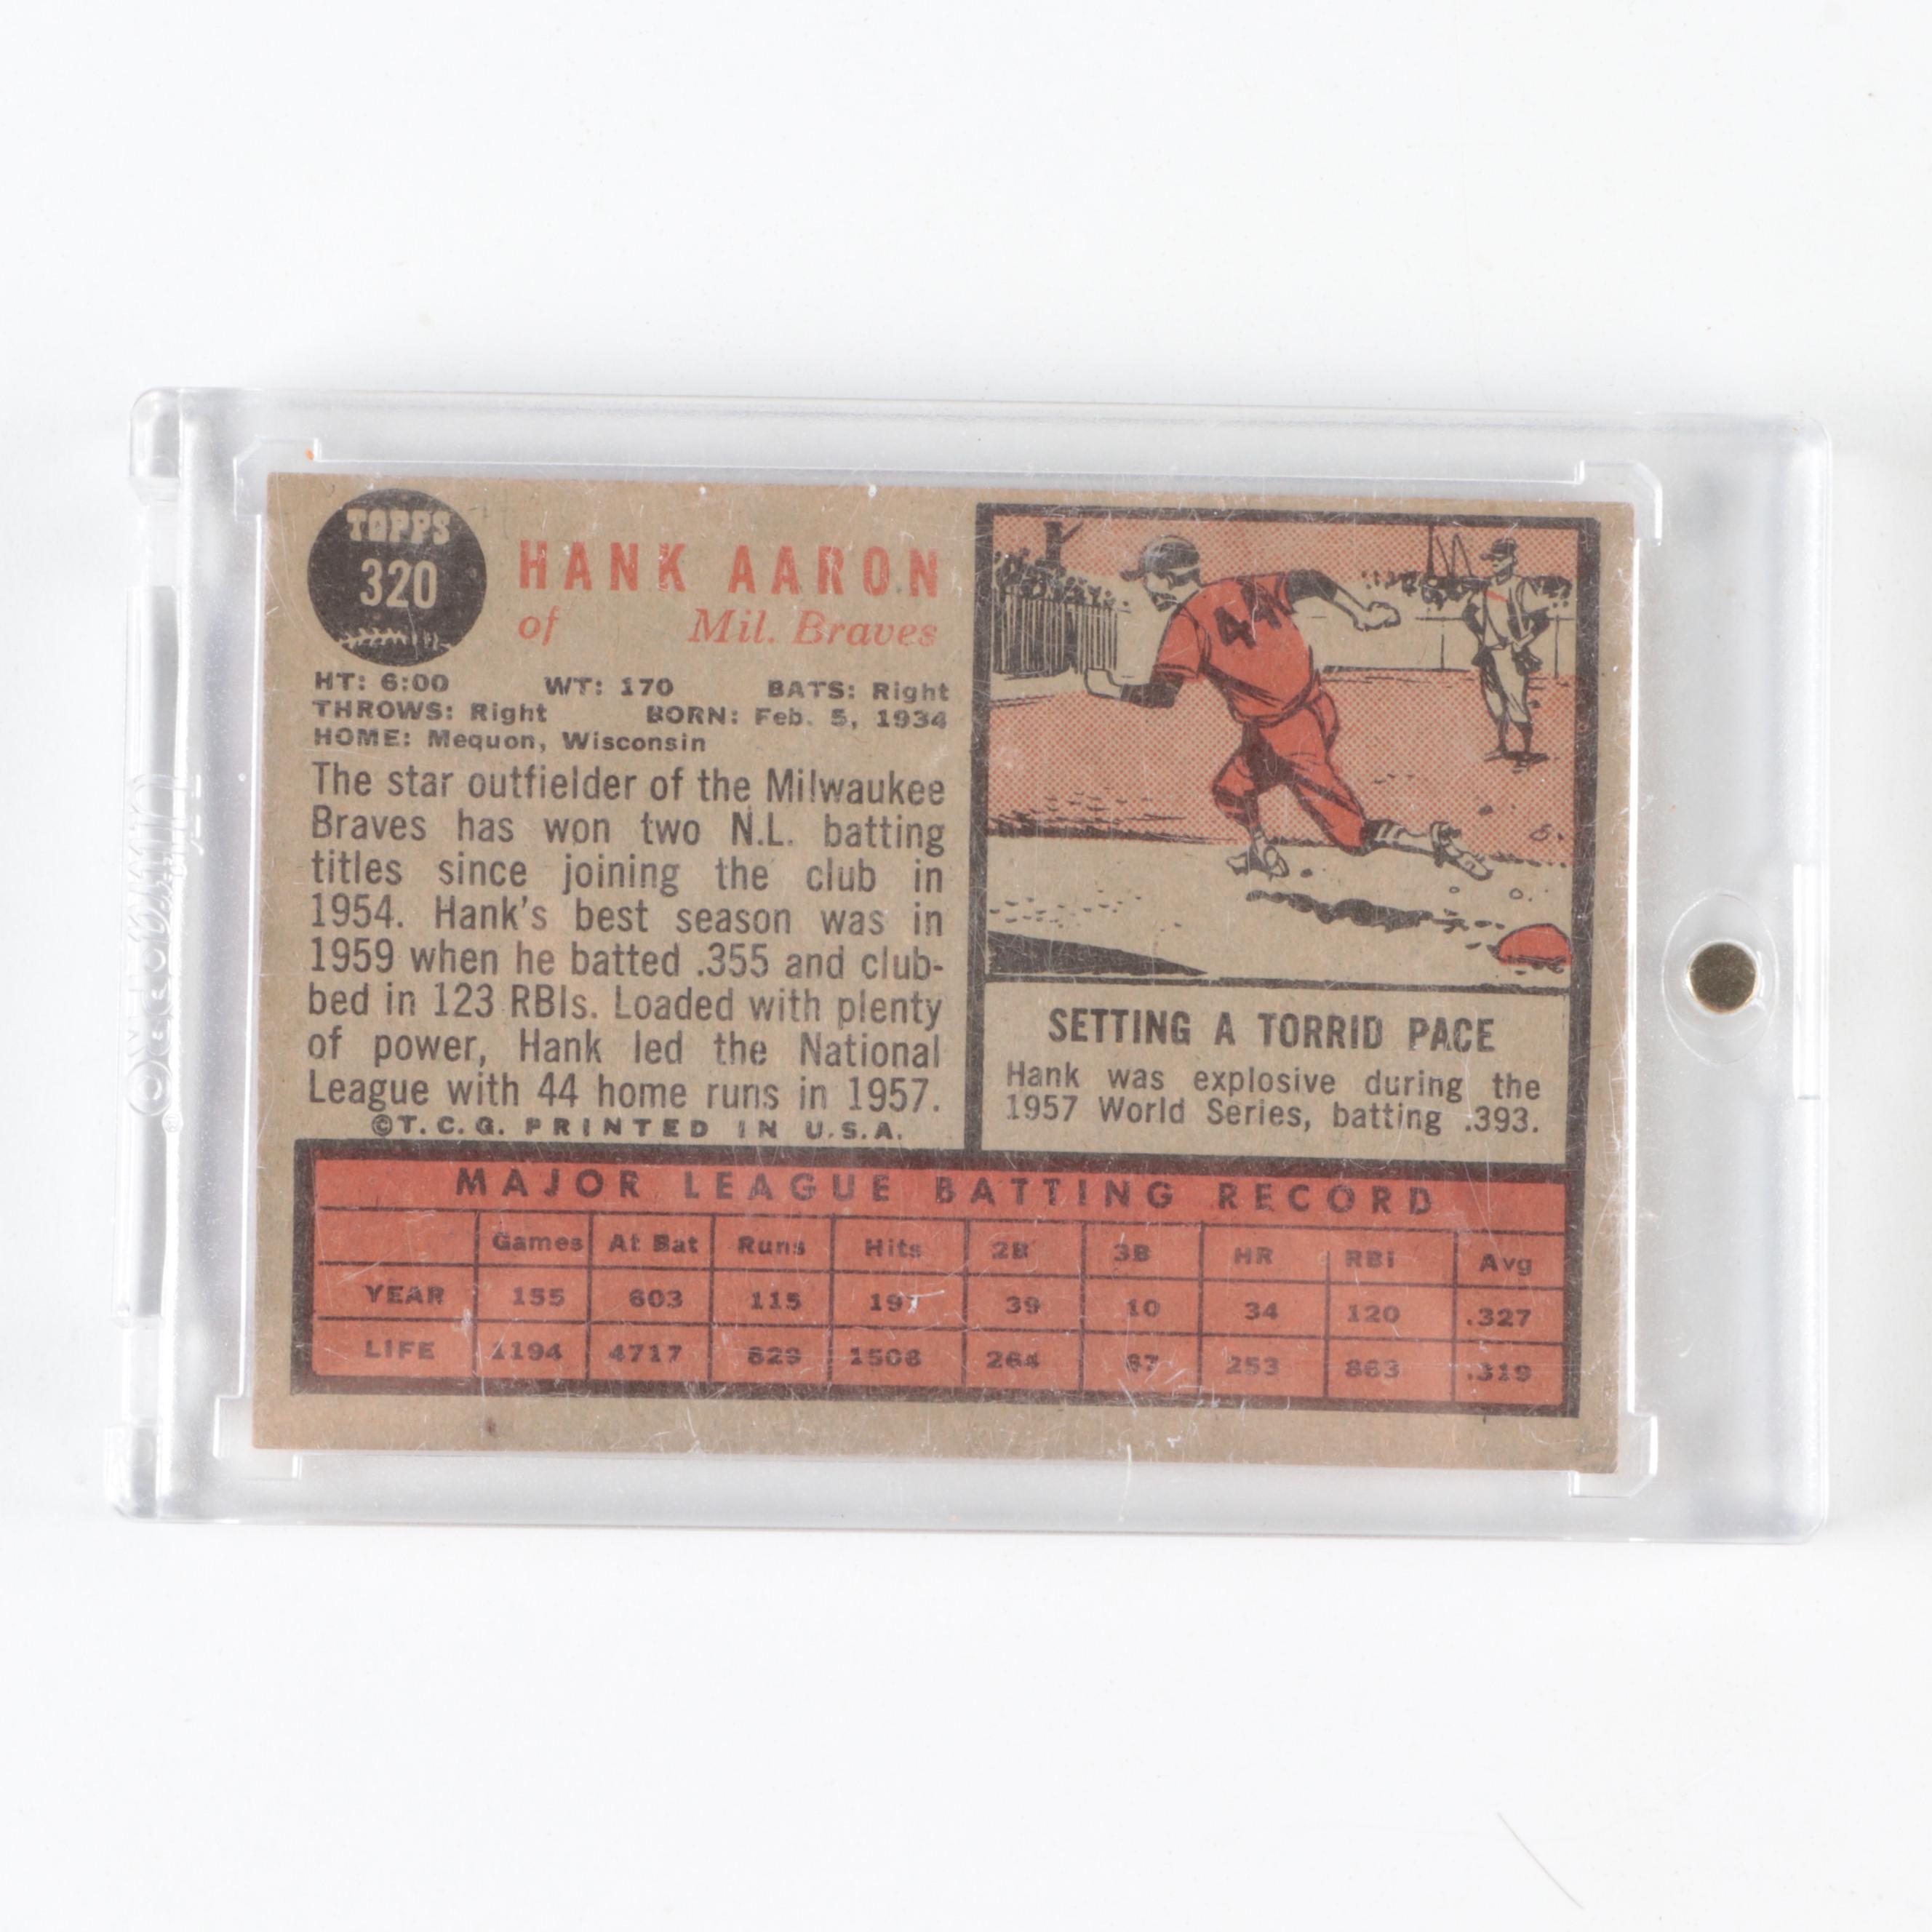 TOPPS
320
HANK AARON
of Mil. Braves
HT: 6:00 WT: 170 BATS: Right
THROWS: Right BORN: Feb. 5, 1934
HOME: Mequon, Wisconsin
The star outfielder of the Milwaukee
Braves has won two N.L. batting
titles since joining the club in
1954. Hank's best season was in
1959 when he batted .355 and club-
bed in 123 RBIs. Loaded with plenty
of power, Hank led the National
League with 44 home runs in 1957.
©T.C.G. PRINTED IN U.S.A.
44
SETTING A TORRID PACE
Hank was explosive during the
1957 World Series, batting .393.
MAJOR LEAGUE BATTING RECORD
Games At Bat Runs Hits 2B 3B HR RBI Avg
YEAR 155 603 115 197 39 10 34 120 .327
LIFE 1194 4717 829 1508 264 67 253 863 .319